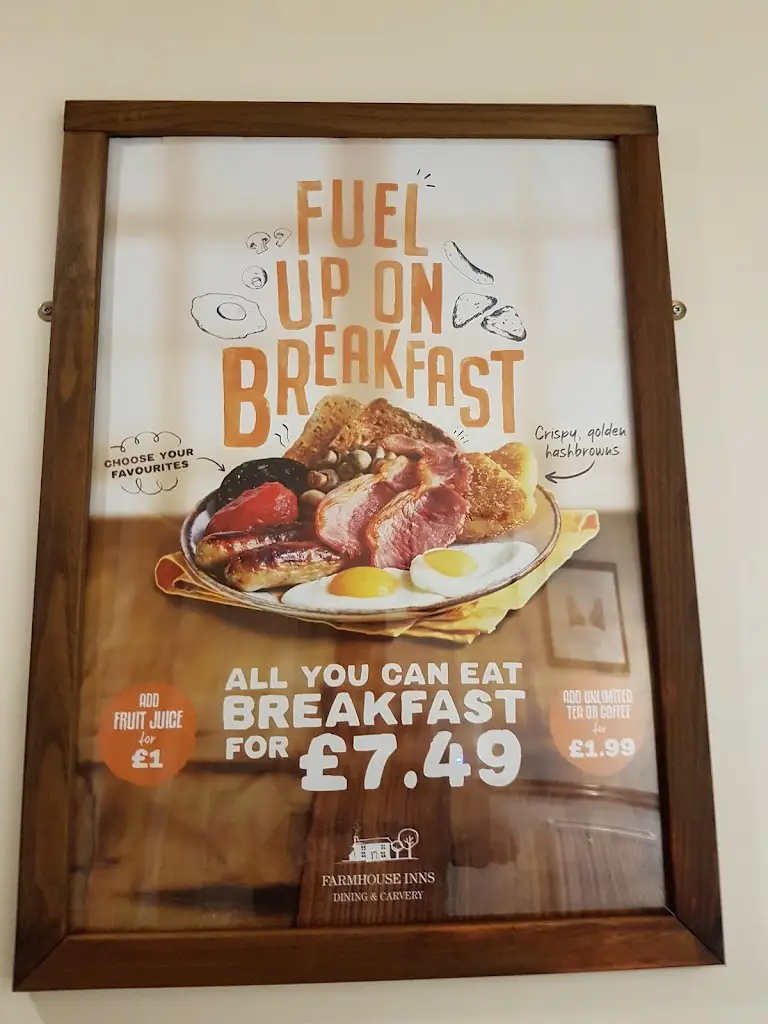 FUEL
UP ON
BREAKFAST
CHOOSE YOUR
FAVOURITES
Crispy, golden
hashbrowns
ALL YOU CAN EAT
BREAKFAST
FOR £7.49
ADD
FRUIT JUICE
for
£1
ADD UNLIMITED
TEA OR COFFEE
for
£1.99
FARMHOUSE INNS
DINING & CARVERY